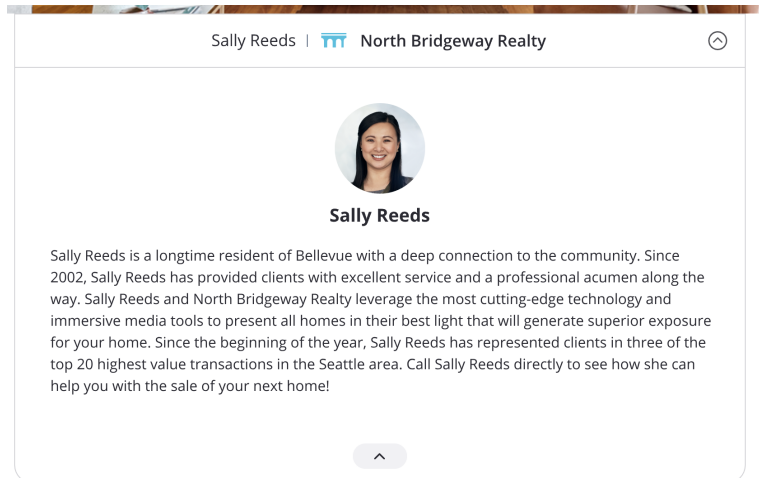 Sally Reeds | North Bridgeway Realty
Sally Reeds
Sally Reeds is a longtime resident of Bellevue with a deep connection to the community. Since
2002, Sally Reeds has provided clients with excellent service and a professional acumen along the
way. Sally Reeds and North Bridgeway Realty leverage the most cutting-edge technology and
immersive media tools to present all homes in their best light that will generate superior exposure
for your home. Since the beginning of the year, Sally Reeds has represented clients in three of the
top 20 highest value transactions in the Seattle area. Call Sally Reeds directly to see how she can
help you with the sale of your next home!